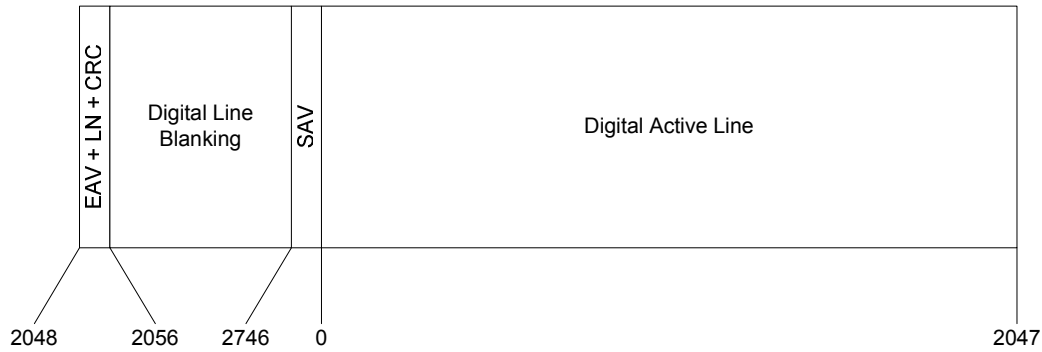 EAV + LN + CRC
Digital Line
Blanking
SAV
Digital Active Line
2048
2056
2746
0
2047